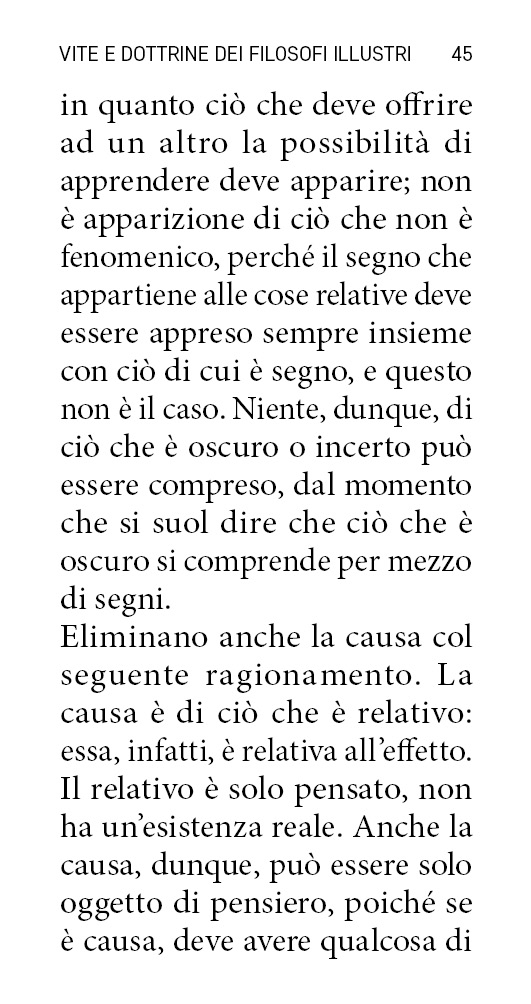 VITE E DOTTRINE DEI FILOSOFI ILLUSTRI 45
in quanto ciò che deve offrire
ad un altro la possibilità di
apprendere deve apparire; non
è apparizione di ciò che non è
fenomenico, perché il segno che
appartiene alle cose relative deve
essere appreso sempre insieme
con ciò di cui è segno, e questo
non è il caso. Niente, dunque, di
ciò che è oscuro o incerto può
essere compreso, dal momento
che si suol dire che ciò che è
oscuro si comprende per mezzo
di segni.
Eliminano anche la causa col
seguente ragionamento. La
causa è di ciò che è relativo:
essa, infatti, è relativa all’effetto.
Il relativo è solo pensato, non
ha un’esistenza reale. Anche la
causa, dunque, può essere solo
oggetto di pensiero, poiché se
è causa, deve avere qualcosa di